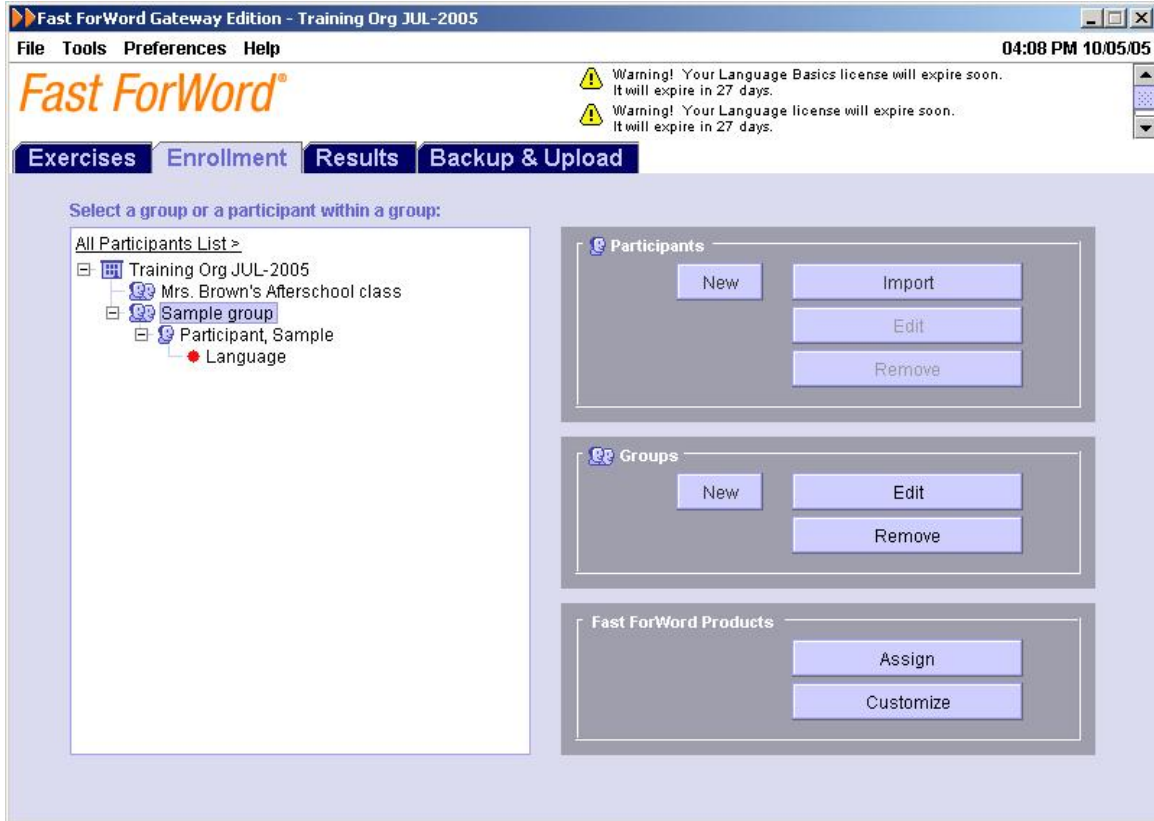 Fast ForWord Gateway Edition - Training Org JUL-2005
File Tools Preferences Help 04:08 PM 10/05/05
Fast ForWord®
Warning! Your Language Basics license will expire soon.
It will expire in 27 days.
Warning! Your Language license will expire soon.
It will expire in 27 days.
Exercises Enrollment Results Backup & Upload
Select a group or a participant within a group:
All Participants List >
Training Org JUL-2005
Mrs. Brown's Afterschool class
Sample group
Participant, Sample
Language
Participants
New Import
Edit
Remove
Groups
New Edit
Remove
Fast ForWord Products
Assign
Customize